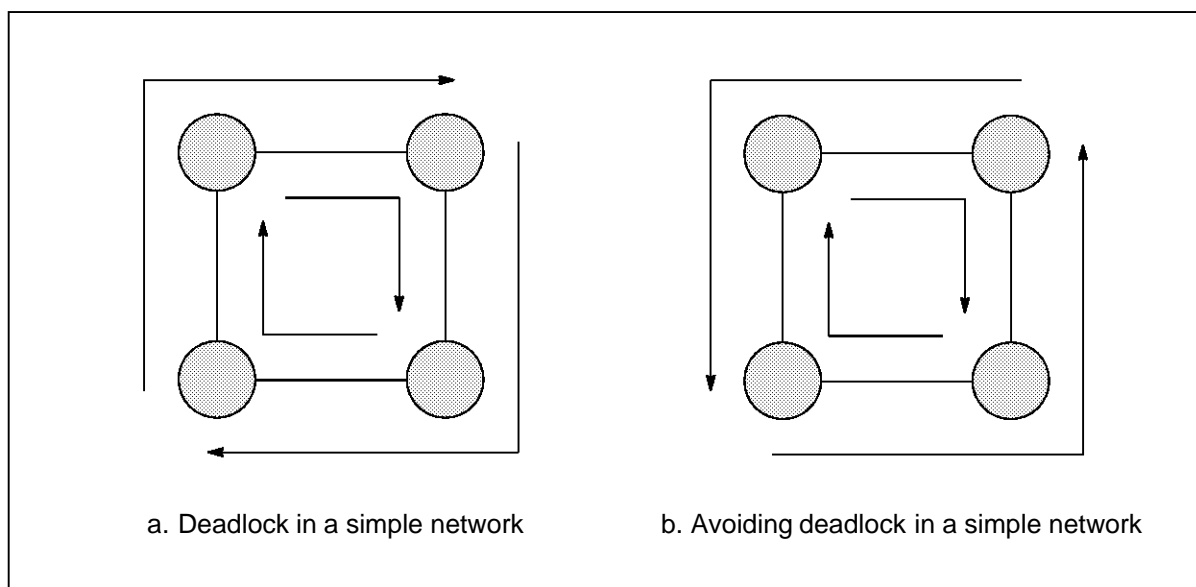 a. Deadlock in a simple network
b. Avoiding deadlock in a simple network